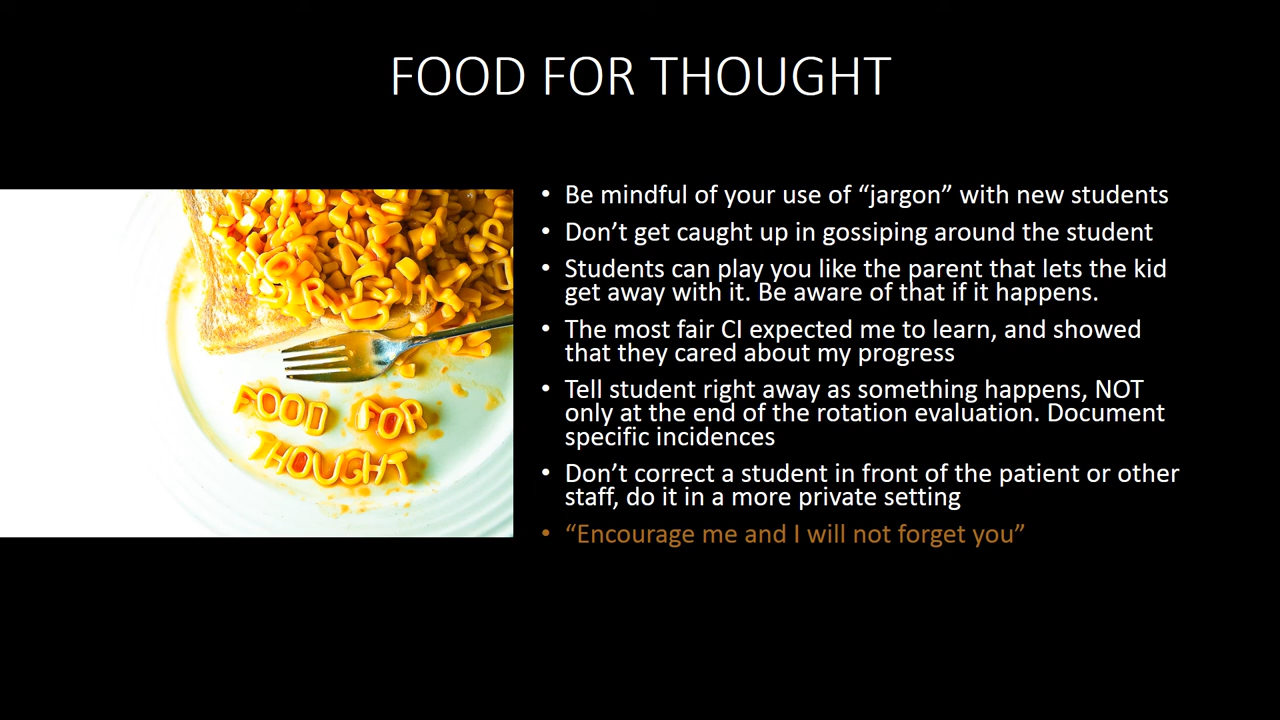 FOOD FOR THOUGHT
• Be mindful of your use of “jargon” with new students
• Don’t get caught up in gossiping around the student
• Students can play you like the parent that lets the kid
get away with it. Be aware of that if it happens.
• The most fair CI expected me to learn, and showed
that they cared about my progress
• Tell student right away as something happens, NOT
only at the end of the rotation evaluation. Document
specific incidences
• Don’t correct a student in front of the patient or other
staff, do it in a more private setting
• “Encourage me and I will not forget you”
FOOD FOR
THOUGHT